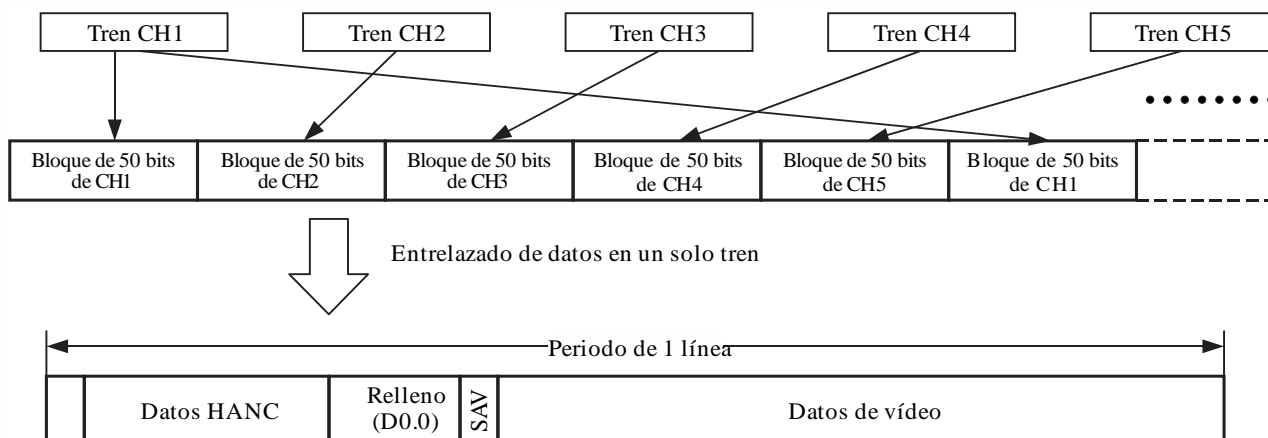 Tren CH1
Tren CH2
Tren CH3
Tren CH4
Tren CH5
Bloque de 50 bits
de CH1
Bloque de 50 bits
de CH2
Bloque de 50 bits
de CH3
Bloque de 50 bits
de CH4
Bloque de 50 bits
de CH5
Bloque de 50 bits
de CH1
Entrelazado de datos en un solo tren
Periodo de 1 línea
Datos HANC
Relleno
(D0.0)
SAV
Datos de vídeo